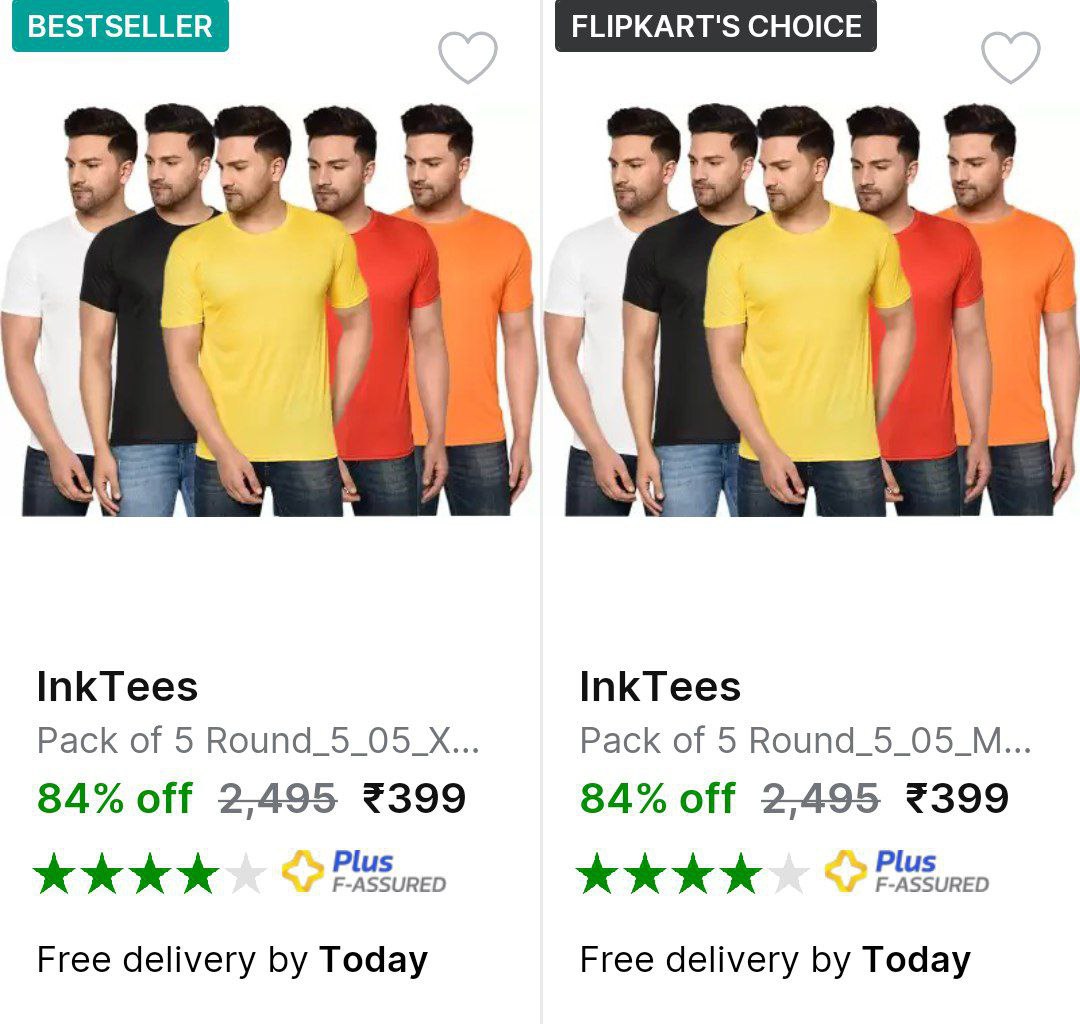 BESTSELLER
InkTees
Pack of 5 Round_5_05_X...
84% off 2,495 ₹399
Plus
F-ASSURED
Free delivery by Today
FLIPKART'S CHOICE
InkTees
Pack of 5 Round_5_05_M...
84% off 2,495 ₹399
Plus
F-ASSURED
Free delivery by Today